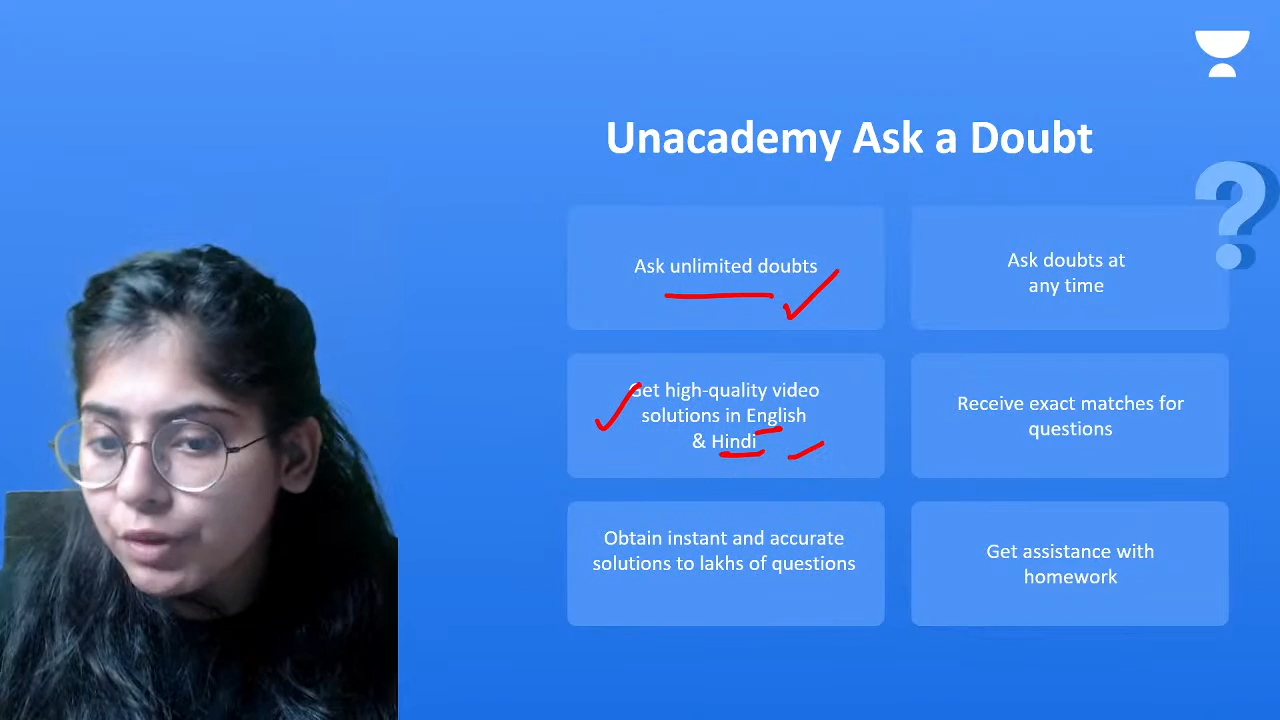 Unacademy Ask a Doubt
Ask unlimited doubts
Ask doubts at
any time
Get high-quality video
solutions in English
& Hindi
Receive exact matches for
questions
Obtain instant and accurate
solutions to lakhs of questions
Get assistance with
homework
?